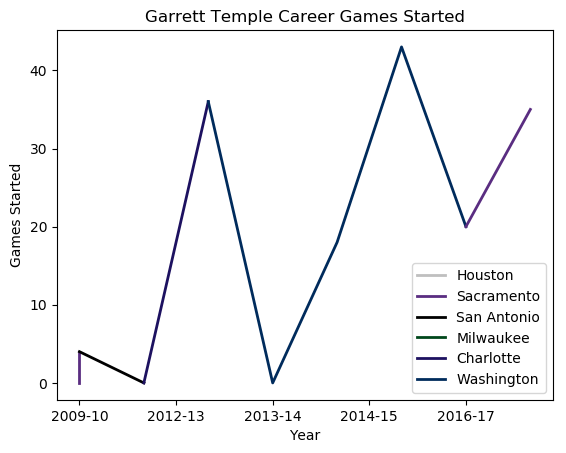 Garrett Temple Career Games Started
Games Started
40
30
20
10
0
Houston
Sacramento
San Antonio
Milwaukee
Charlotte
Washington
2009-10 2012-13 2013-14 2014-15 2016-17
Year